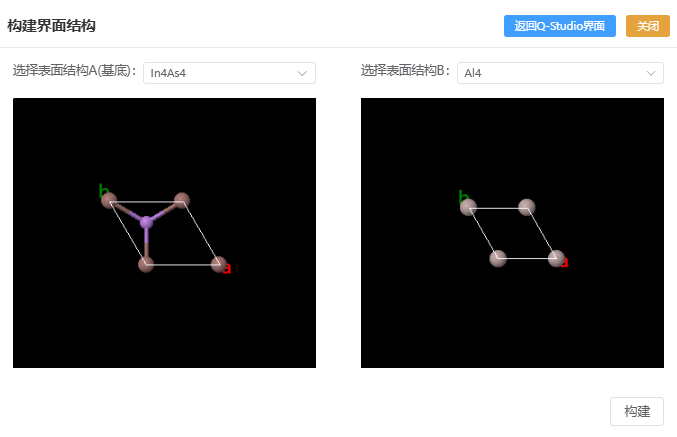 构建界面结构
返回Q-Studio界面
关闭
选择表面结构A(基底)：
In4As4
选择表面结构B：
Al4
b
a
b
a
构建